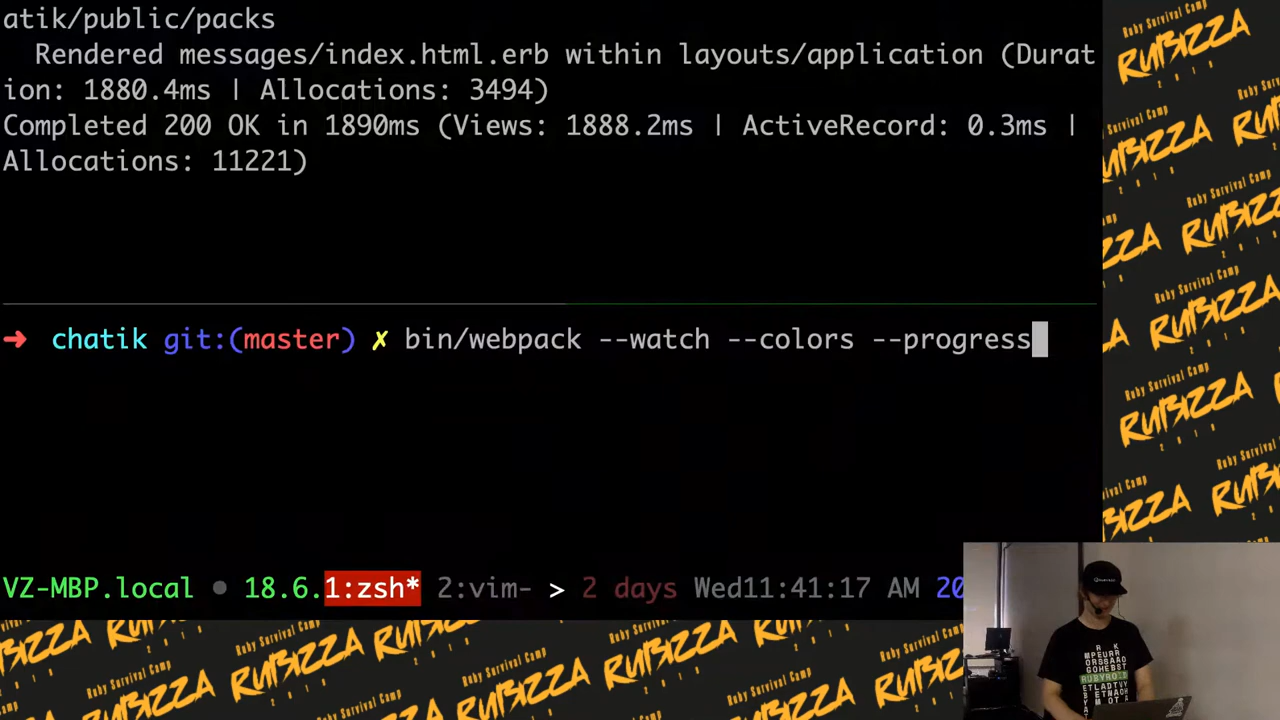 atik/public/packs
Rendered messages/index.html.erb within layouts/application (Durat
ion: 1880.4ms | Allocations: 3494)
Completed 200 OK in 1890ms (Views: 1888.2ms | ActiveRecord: 0.3ms |
Allocations: 11221)
➜ chatik git:(master) ✗ bin/webpack --watch --colors --progress
VZ-MBP.local ● 18.6.1:zsh* 2:vim- > 2 days Wed11:41:17 AM 20
Ruby Survival Camp
RUBIZZA
2019